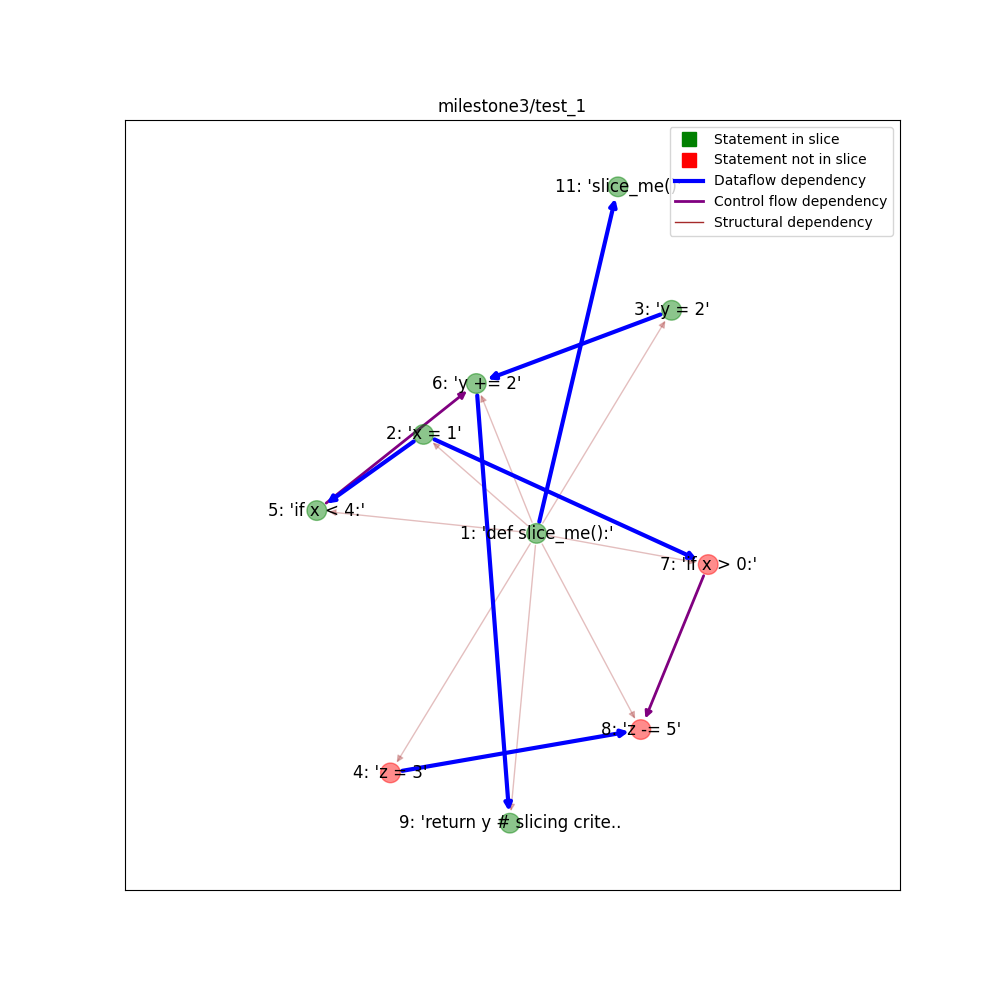 milestone3/test_1
Statement in slice
Statement not in slice
Dataflow dependency
Control flow dependency
Structural dependency
11: 'slice_me()
3: 'y = 2'
6: 'y += 2'
2: 'x = 1'
5: 'if x < 4:'
1: 'def slice_me():'
7: 'if x > 0:'
8: 'z -= 5'
4: 'z = 3'
9: 'return y # slicing crite..